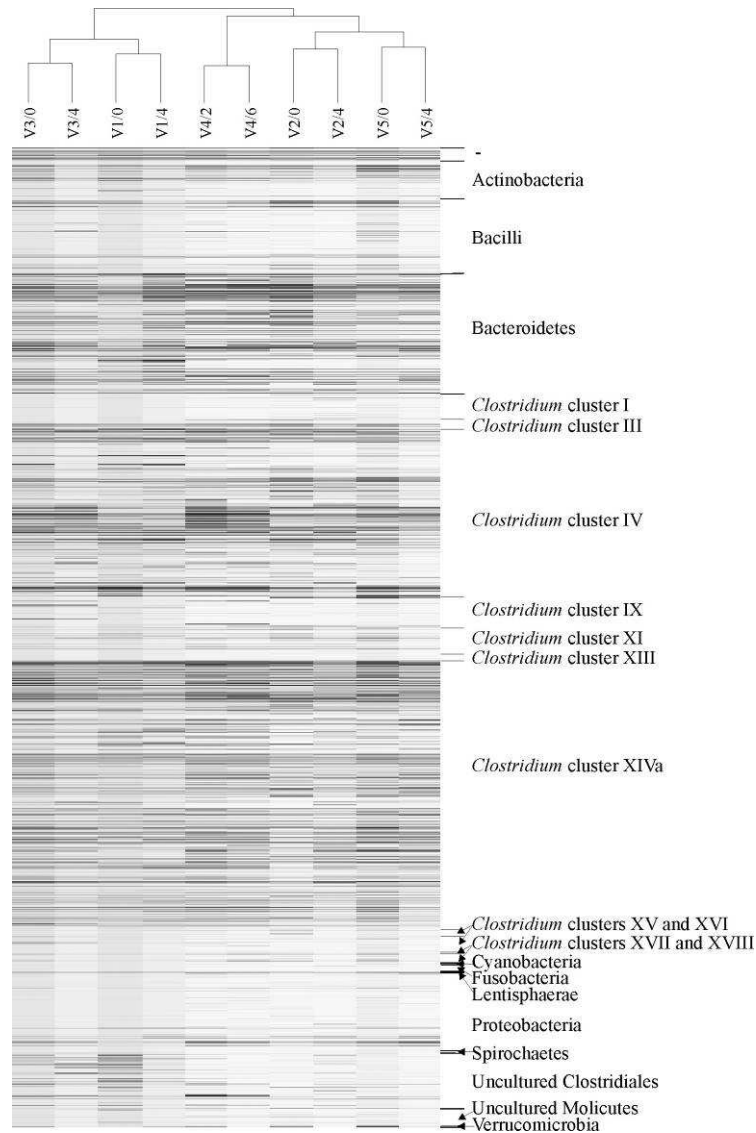 V3/0
V3/4
V1/0
V1/4
V4/2
V4/6
V2/0
V2/4
V5/0
V5/4
-
Actinobacteria
Bacilli
Bacteroidetes
Clostridium cluster I
Clostridium cluster III
Clostridium cluster IV
Clostridium cluster IX
Clostridium cluster XI
Clostridium cluster XIII
Clostridium cluster XIVa
Clostridium clusters XV and XVI
Clostridium clusters XVII and XVIII
Cyanobacteria
Fusobacteria
Lentisphaerae
Proteobacteria
Spirochaetes
Uncultured Clostridiales
Uncultured Molicutes
Verrucomicrobia